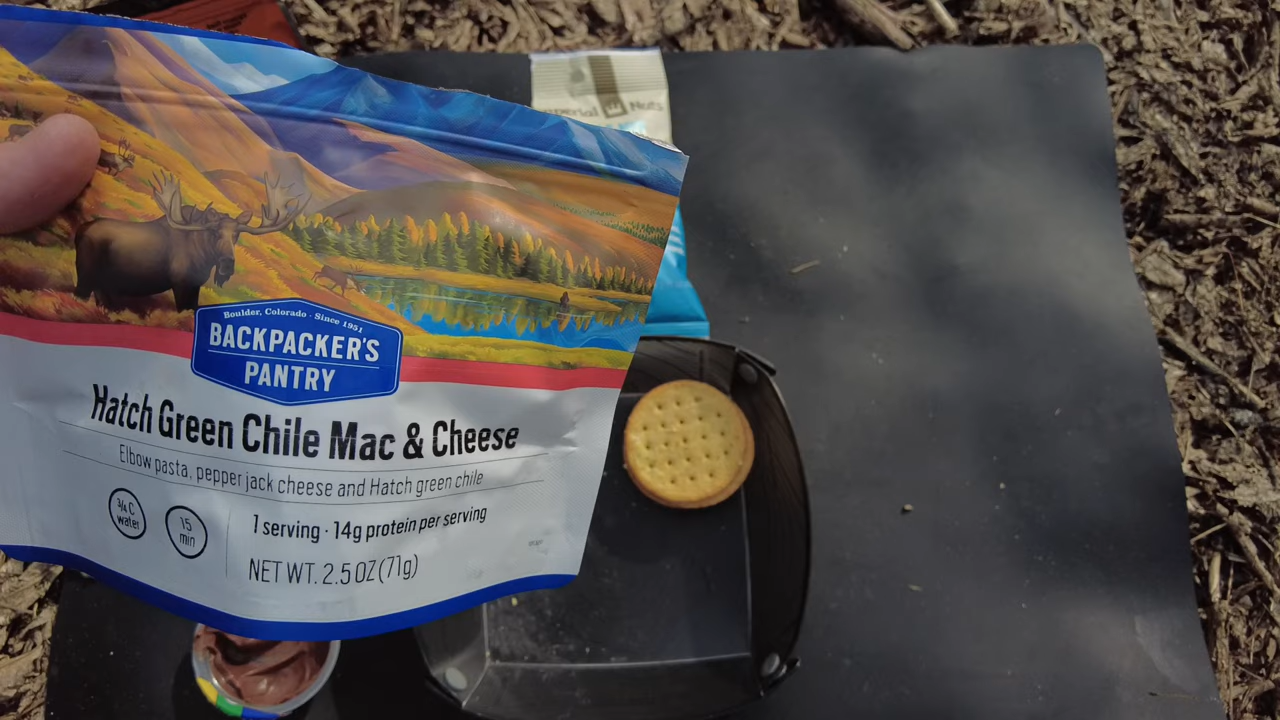 Nuts
Boulder, Colorado · Since 1951
BACKPACKER'S
PANTRY
Hatch Green Chile Mac & Cheese
Elbow pasta, pepper jack cheese and Hatch green chile
3/4 C
water
15
min
1 serving · 14g protein per serving
NET WT. 2.5 OZ (71g)